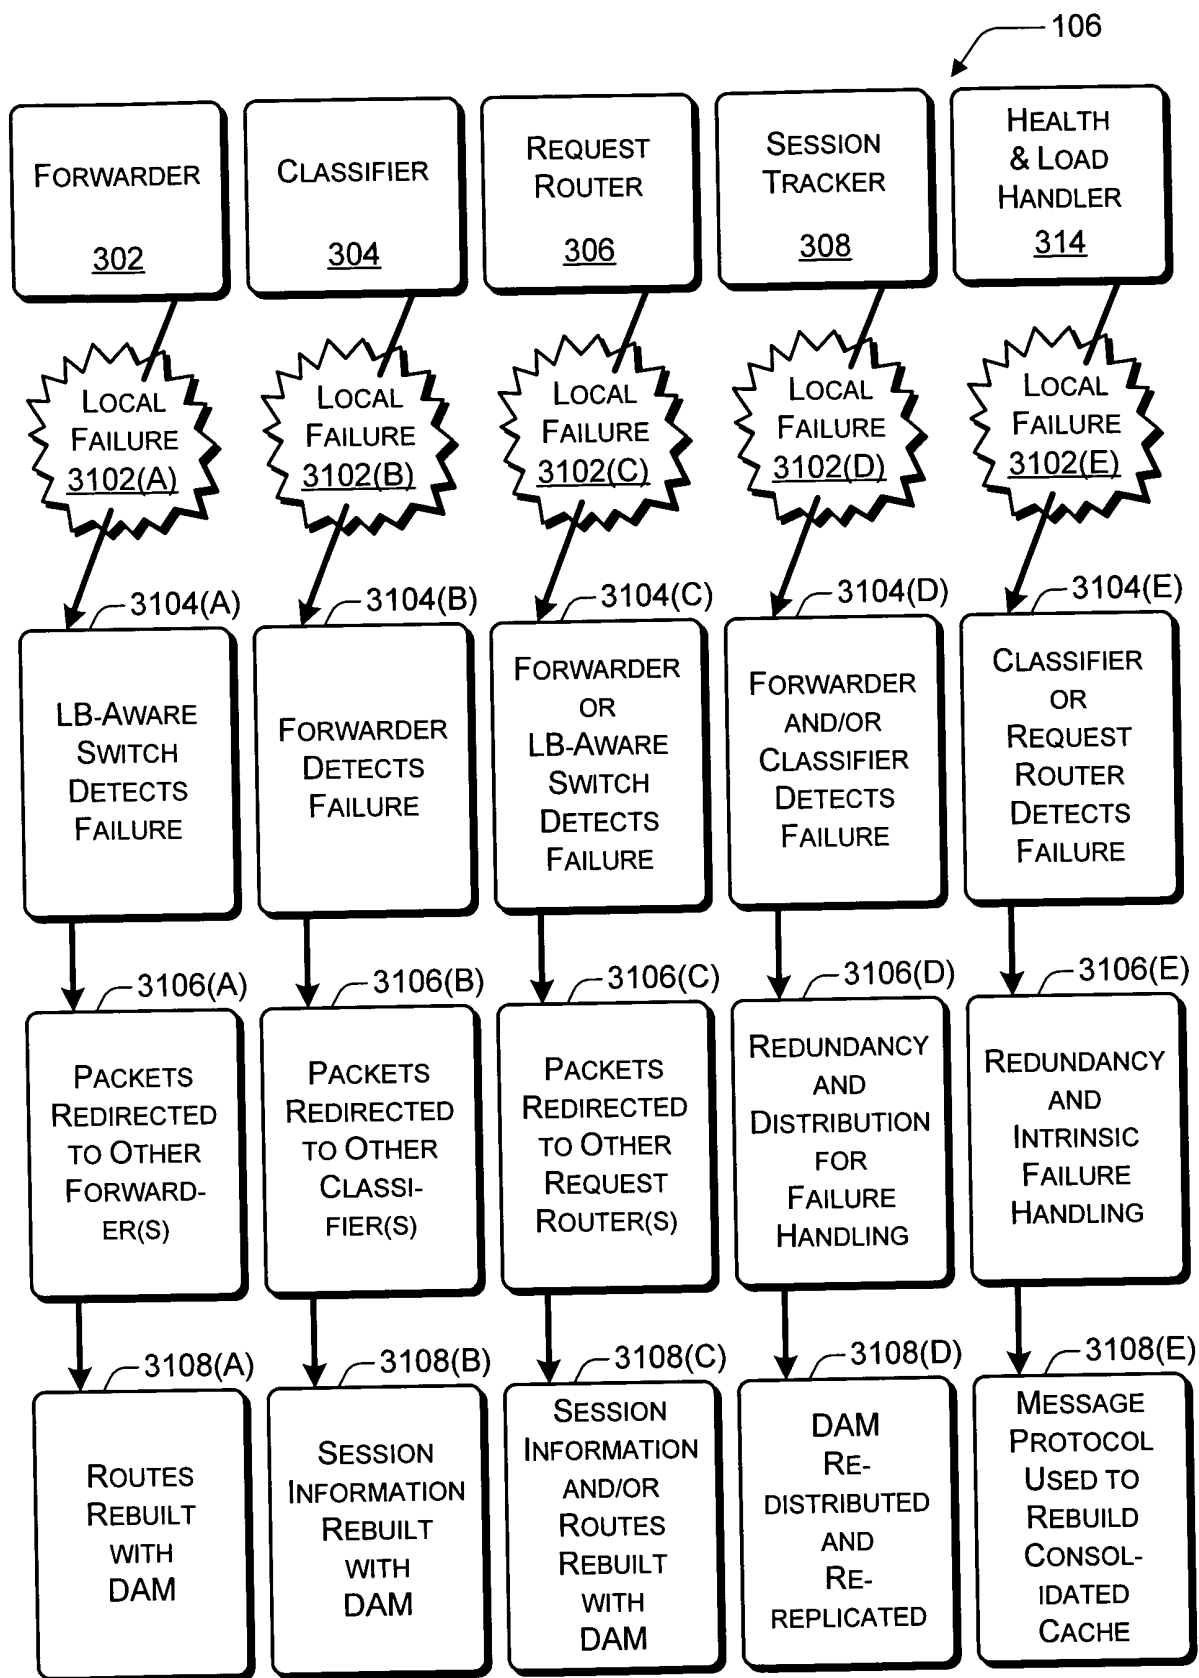 106
FORWARDER
302
CLASSIFIER
304
REQUEST
ROUTER
306
SESSION
TRACKER
308
HEALTH
& LOAD
HANDLER
314
LOCAL
FAILURE
3102(A)
LOCAL
FAILURE
3102(B)
LOCAL
FAILURE
3102(C)
LOCAL
FAILURE
3102(D)
LOCAL
FAILURE
3102(E)
3104(A)
LB-AWARE
SWITCH
DETECTS
FAILURE
3104(B)
FORWARDER
DETECTS
FAILURE
3104(C)
FORWARDER
OR
LB-AWARE
SWITCH
DETECTS
FAILURE
3104(D)
FORWARDER
AND/OR
CLASSIFIER
DETECTS
FAILURE
3104(E)
CLASSIFIER
OR
REQUEST
ROUTER
DETECTS
FAILURE
3106(A)
PACKETS
REDIRECTED
TO OTHER
FORWARD-
ER(S)
3106(B)
PACKETS
REDIRECTED
TO OTHER
CLASSI-
FIER(S)
3106(C)
PACKETS
REDIRECTED
TO OTHER
REQUEST
ROUTER(S)
3106(D)
REDUNDANCY
AND
DISTRIBUTION
FOR
FAILURE
HANDLING
3106(E)
REDUNDANCY
AND
INTRINSIC
FAILURE
HANDLING
3108(A)
ROUTES
REBUILT
WITH
DAM
3108(B)
SESSION
INFORMATION
REBUILT
WITH
DAM
3108(C)
SESSION
INFORMATION
AND/OR
ROUTES
REBUILT
WITH
DAM
3108(D)
DAM
RE-
DISTRIBUTED
AND
RE-
REPLICATED
3108(E)
MESSAGE
PROTOCOL
USED TO
REBUILD
CONSOL-
IDATED
CACHE